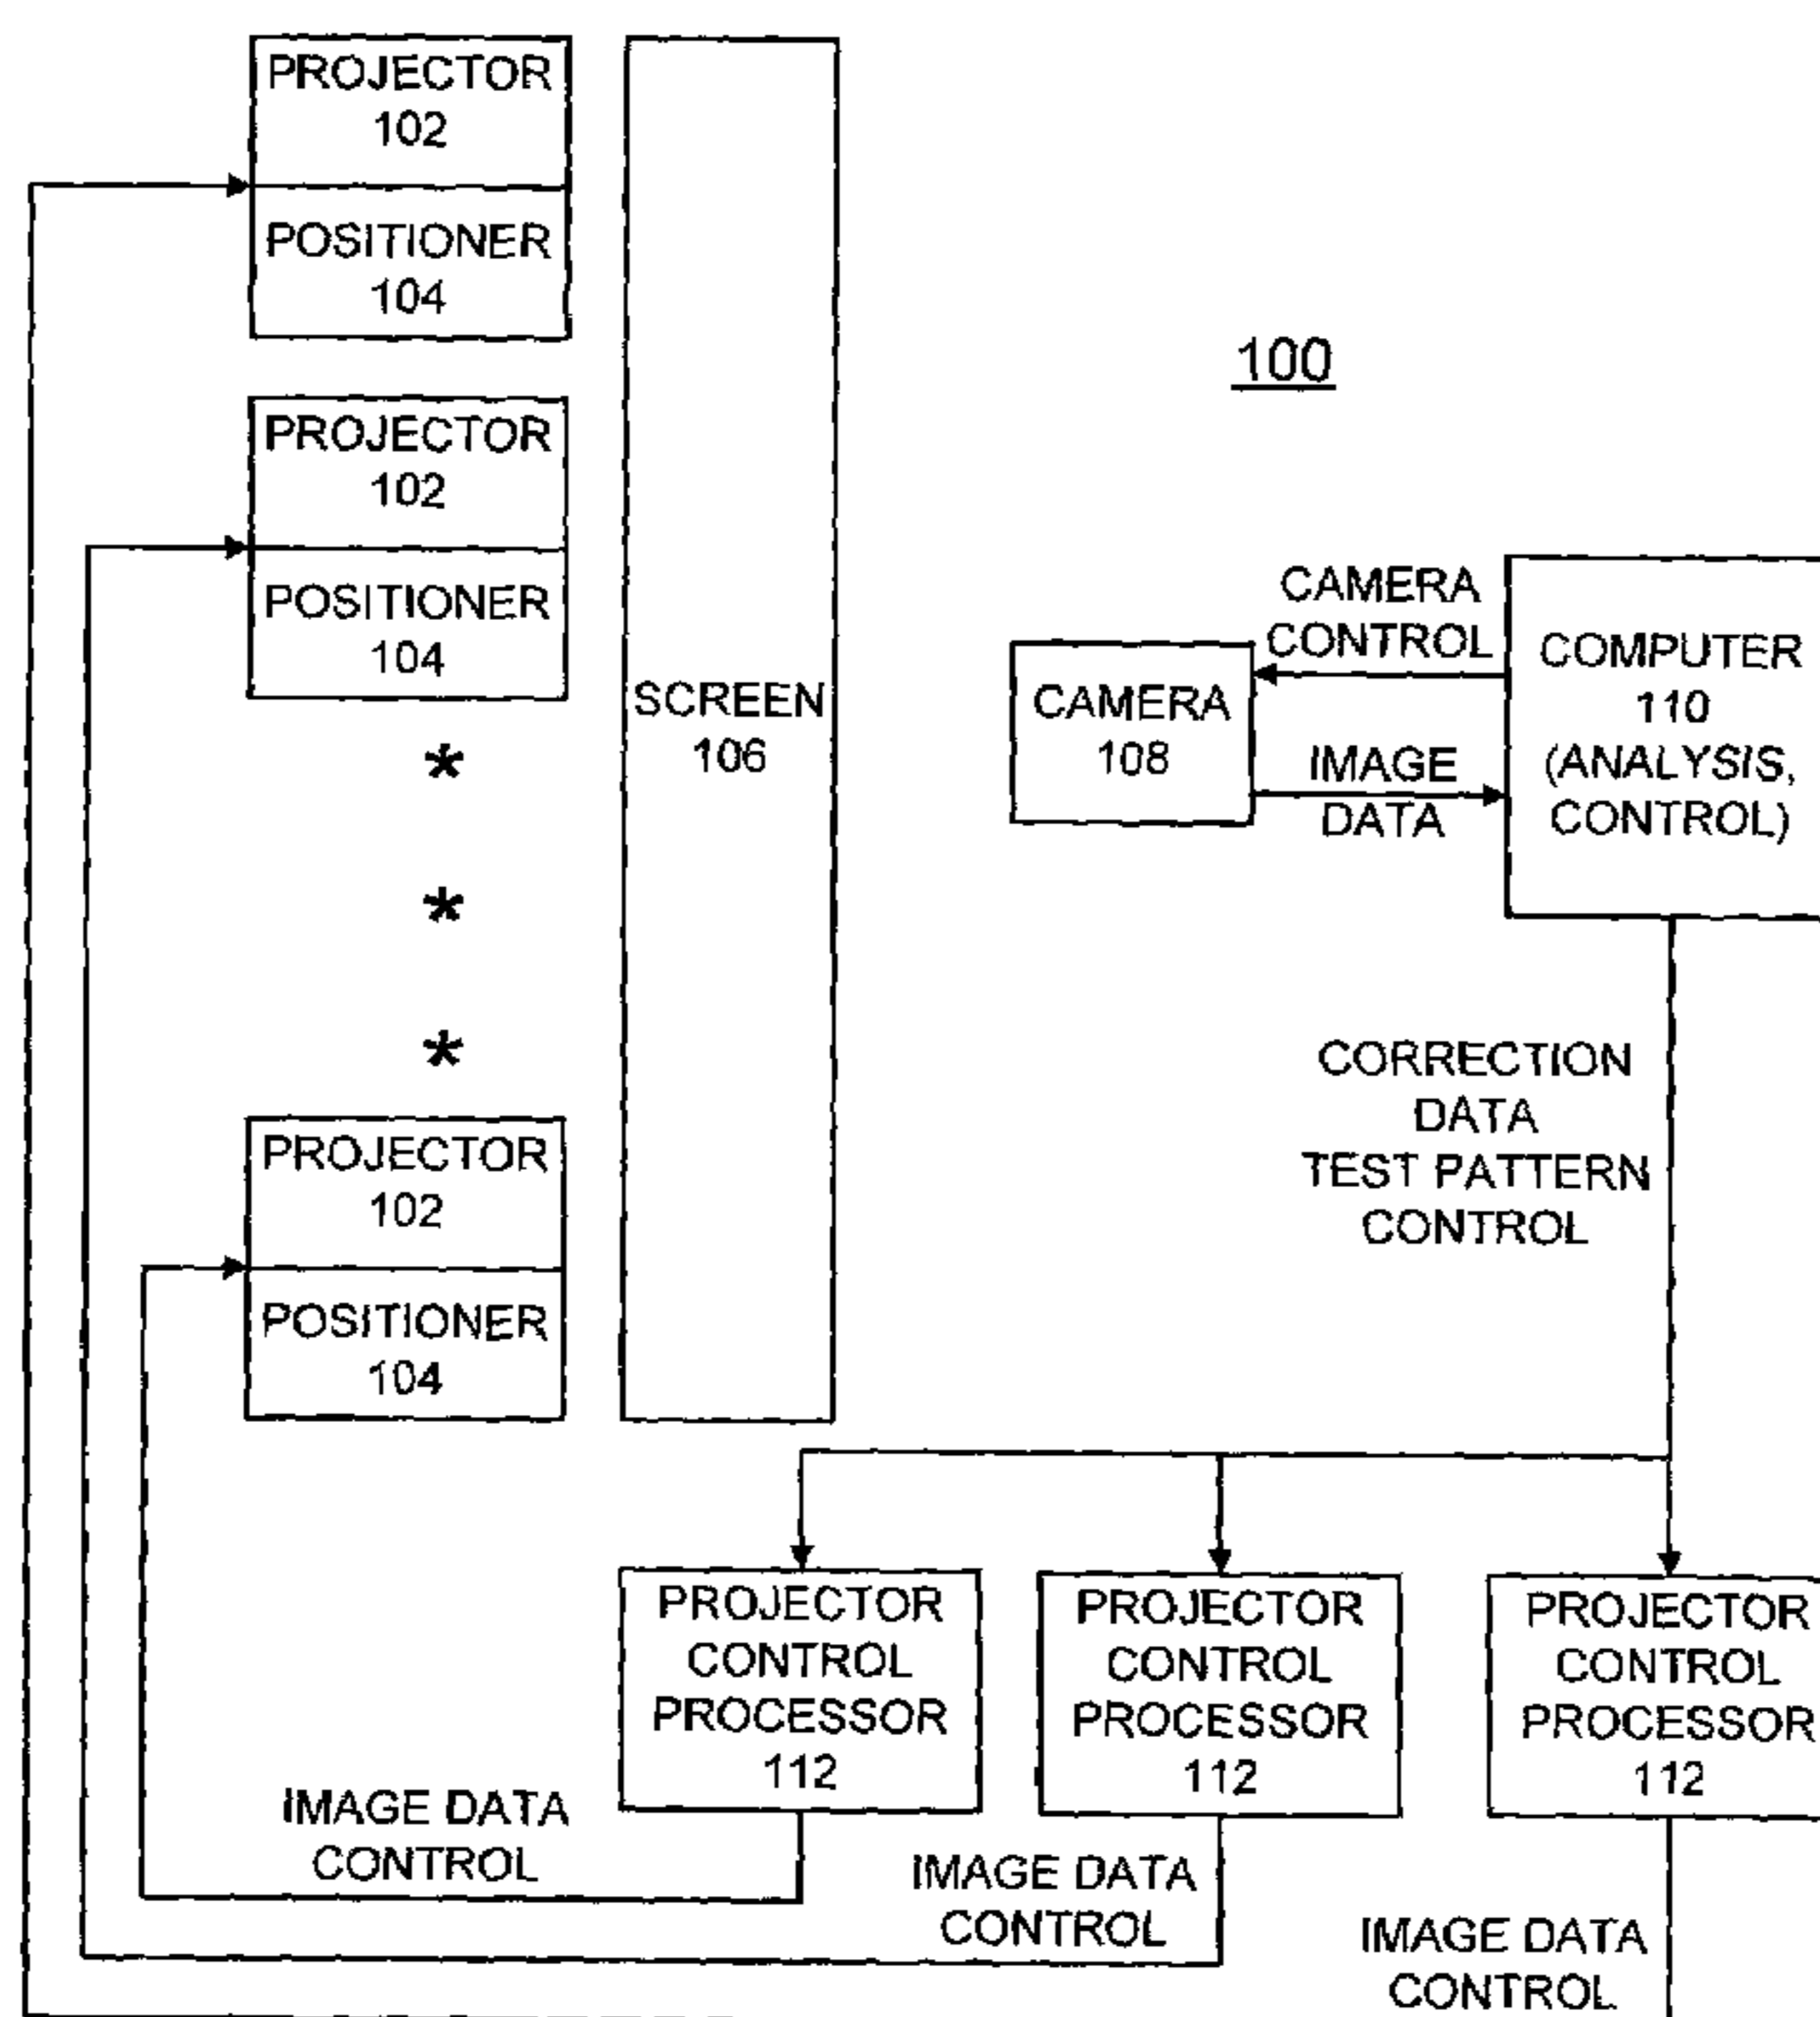 PROJECTOR
102
POSITIONER
104
PROJECTOR
102
POSITIONER
104
*
*
*
PROJECTOR
102
POSITIONER
104
SCREEN
106
100
CAMERA
CONTROL
CAMERA
108
IMAGE
DATA
COMPUTER
110
(ANALYSIS,
CONTROL)
CORRECTION
DATA
TEST PATTERN
CONTROL
PROJECTOR
CONTROL
PROCESSOR
112
PROJECTOR
CONTROL
PROCESSOR
112
PROJECTOR
CONTROL
PROCESSOR
112
IMAGE DATA
CONTROL
IMAGE DATA
CONTROL
IMAGE DATA
CONTROL